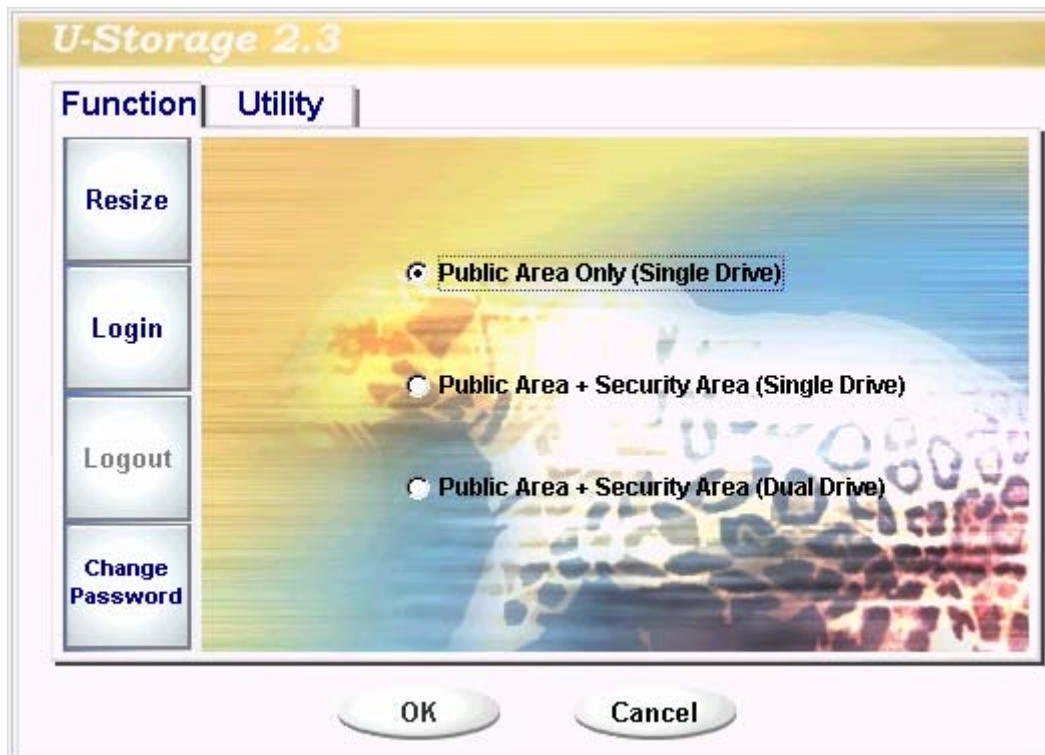 U-Storage 2.3
Function
Utility
Resize
Login
Logout
Change
Password
Public Area Only (Single Drive)
Public Area + Security Area (Single Drive)
Public Area + Security Area (Dual Drive)
OK
Cancel